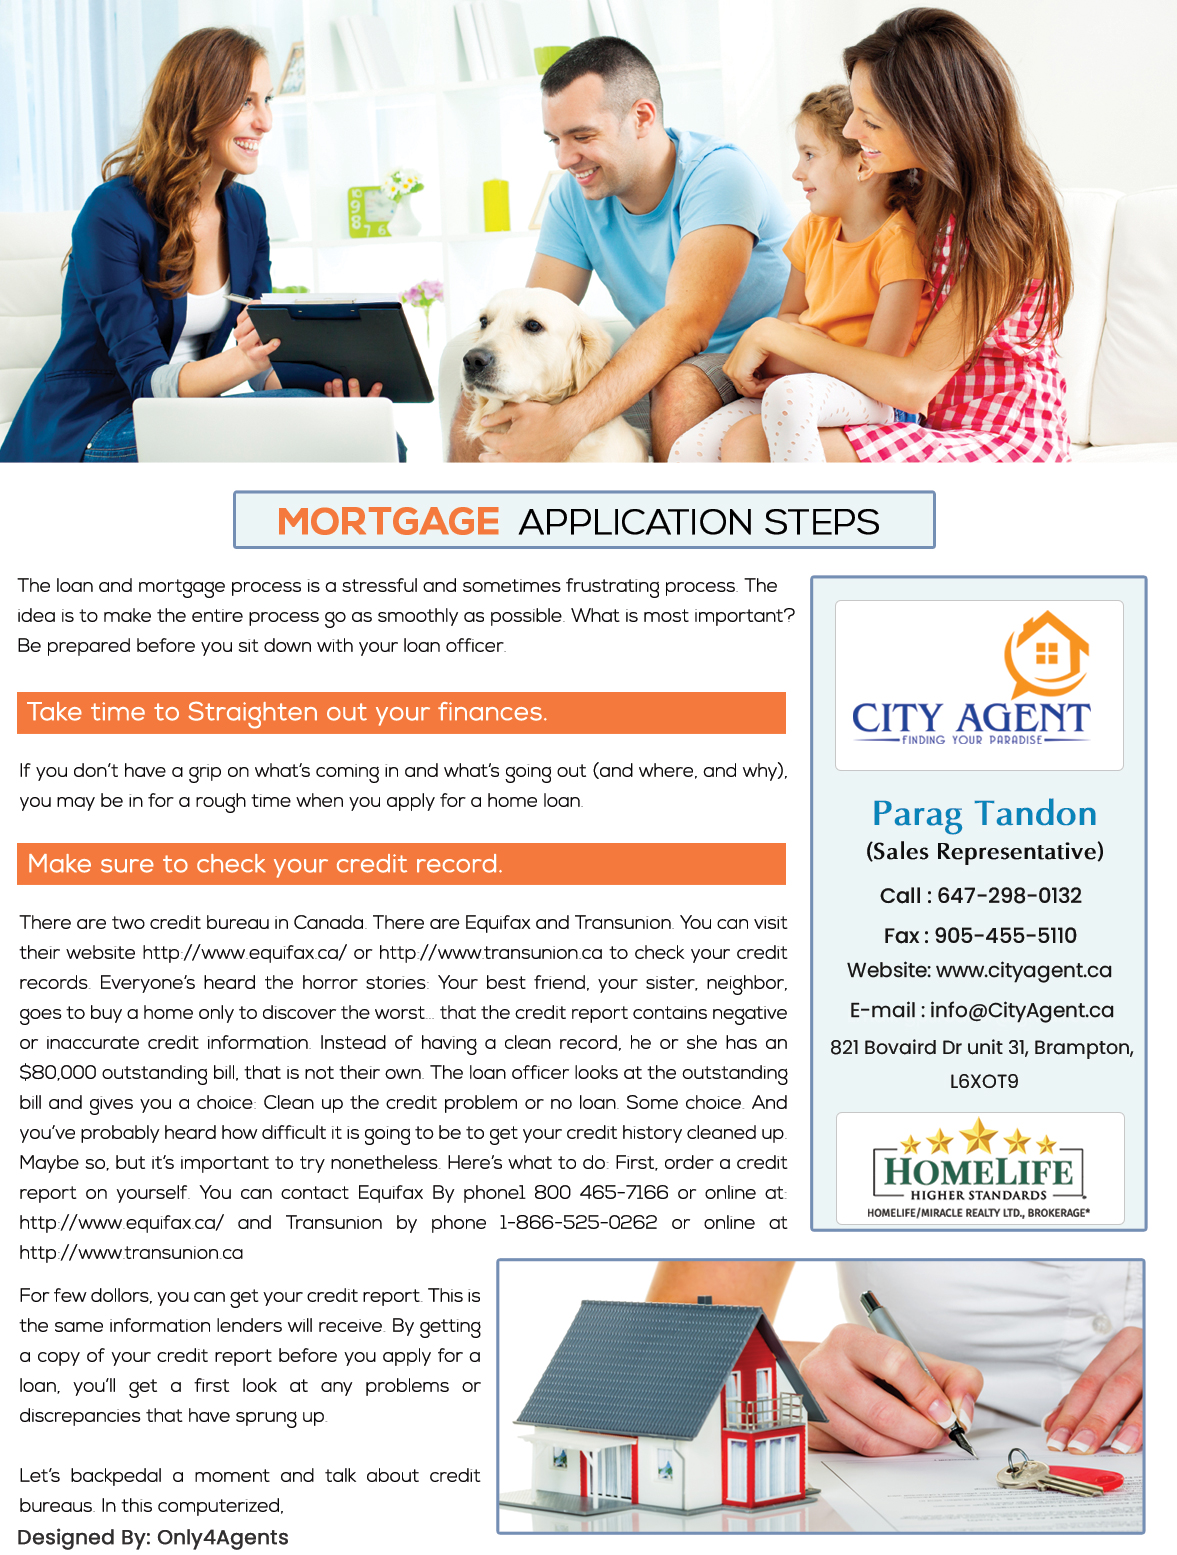 MORTGAGE APPLICATION STEPS
The loan and mortgage process is a stressful and sometimes frustrating process. The
idea is to make the entire process go as smoothly as possible. What is most important?
Be prepared before you sit down with your loan officer.
Take time to Straighten out your finances.
If you don't have a grip on what's coming in and what's going out (and where, and why),
you may be in for a rough time when you apply for a home loan.
Make sure to check your credit record.
There are two credit bureau in Canada. There are Equifax and Transunion. You can visit
their website http://www.equifax.ca/ or http://www.transunion.ca to check your credit
records. Everyone's heard the horror stories: Your best friend, your sister, neighbor,
goes to buy a home only to discover the worst... that the credit report contains negative
or inaccurate credit information. Instead of having a clean record, he or she has an
$80,000 outstanding bill, that is not their own. The loan officer looks at the outstanding
bill and gives you a choice: Clean up the credit problem or no loan. Some choice. And
you've probably heard how difficult it is going to be to get your credit history cleaned up.
Maybe so, but it's important to try nonetheless. Here's what to do: First, order a credit
report on yourself. You can contact Equifax By phone1 800 465-7166 or online at:
http://www.equifax.ca/ and Transunion by phone 1-866-525-0262 or online at
http://www.transunion.ca
For few dollors, you can get your credit report. This is
the same information lenders will receive. By getting
a copy of your credit report before you apply for a
loan, you'll get a first look at any problems or
discrepancies that have sprung up.
Let's backpedal a moment and talk about credit
bureaus. In this computerized,
Designed By: Only4Agents
CITY AGENT
FINDING YOUR PARADISE
Parag Tandon
(Sales Representative)
Call : 647-298-0132
Fax : 905-455-5110
Website: www.cityagent.ca
E-mail : info@CityAgent.ca
821 Bovaird Dr unit 31, Brampton,
L6XOT9
HOMELIFE
HIGHER STANDARDS
HOMELIFE/MIRACLE REALTY LTD., BROKERAGE*